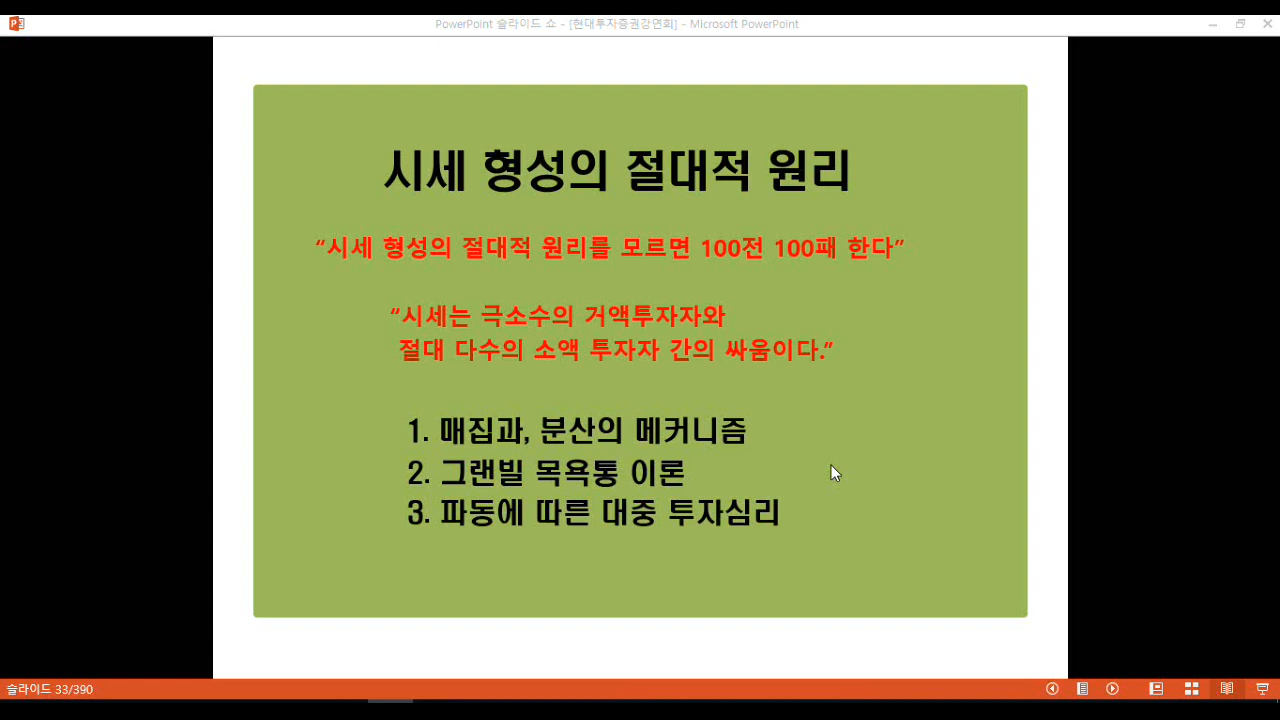 PowerPoint 슬라이드 쇼 - [현대투자증권강연회] - Microsoft PowerPoint
시세 형성의 절대적 원리
“시세 형성의 절대적 원리를 모르면 100전 100패 한다”
“시세는 극소수의 거액투자자와
절대 다수의 소액 투자자 간의 싸움이다.”
1. 매집과, 분산의 메커니즘
2. 그랜빌 목욕통 이론
3. 파동에 따른 대중 투자심리
슬라이드 33/390